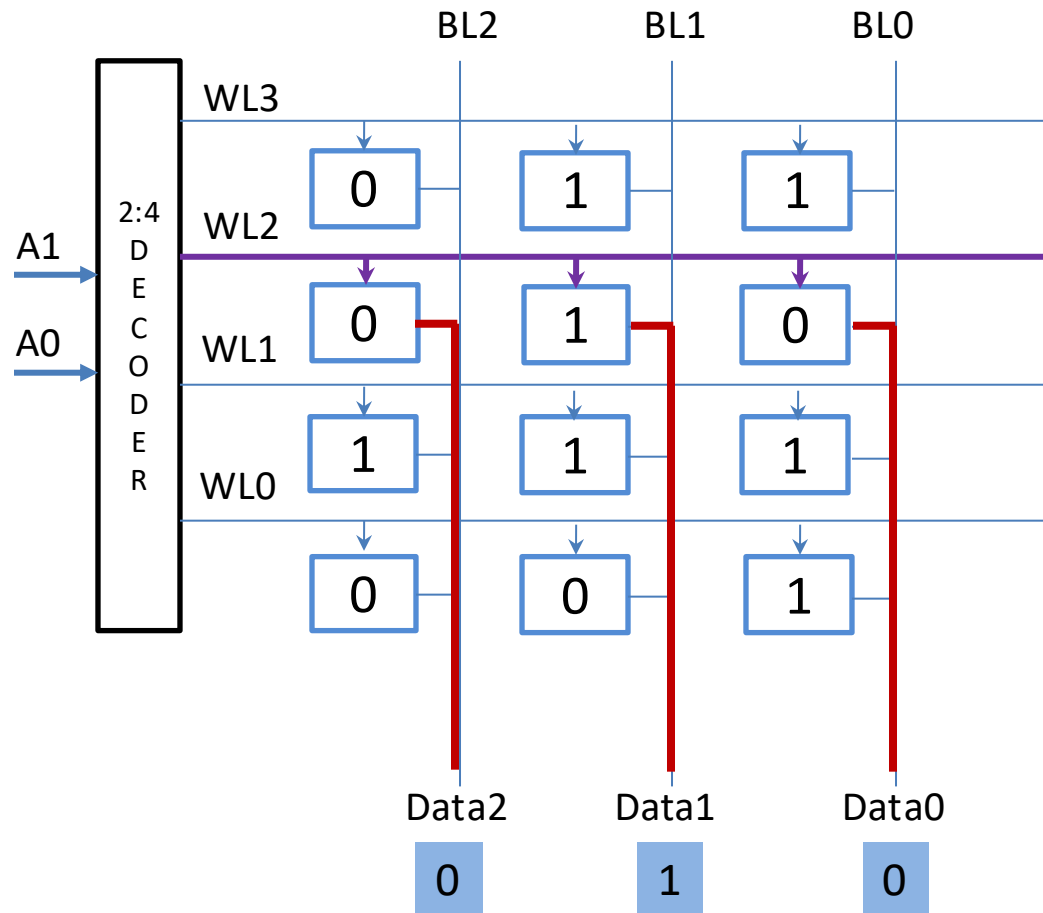 BL2 BL1 BL0
WL3
0 1 1
2:4
D
E
C
O
D
E
R
WL2
A1
0 1 0
A0
WL1
1 1 1
WL0
0 0 1
Data2 Data1 Data0
0 1 0